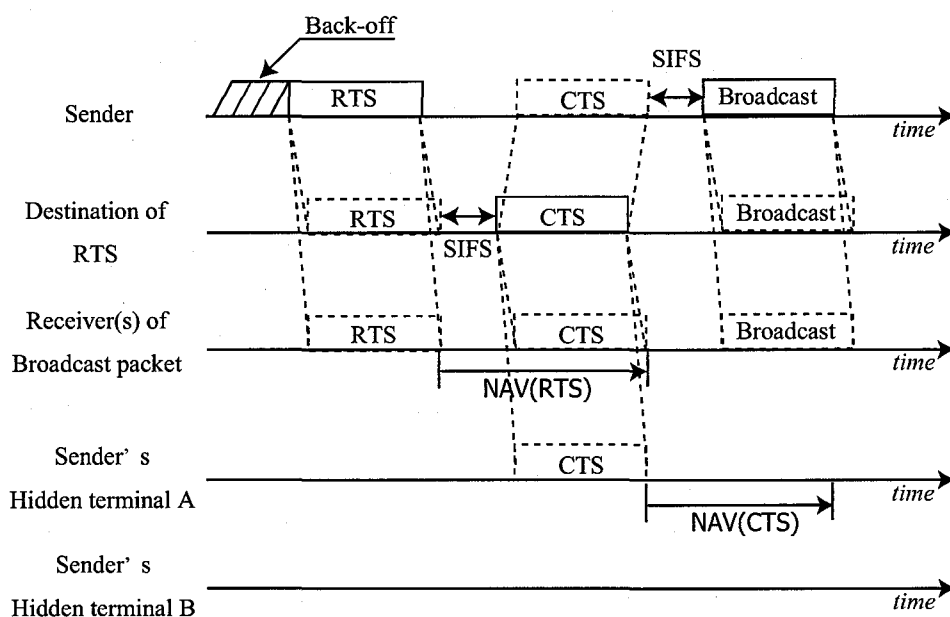 Back-off
SIFS
RTS
CTS
Broadcast
Sender
time
Destination of
RTS
RTS
SIFS
CTS
Broadcast
time
Receiver(s) of
Broadcast packet
RTS
CTS
Broadcast
time
NAV(RTS)
Sender' s
Hidden terminal A
CTS
time
NAV(CTS)
Sender' s
Hidden terminal B
time